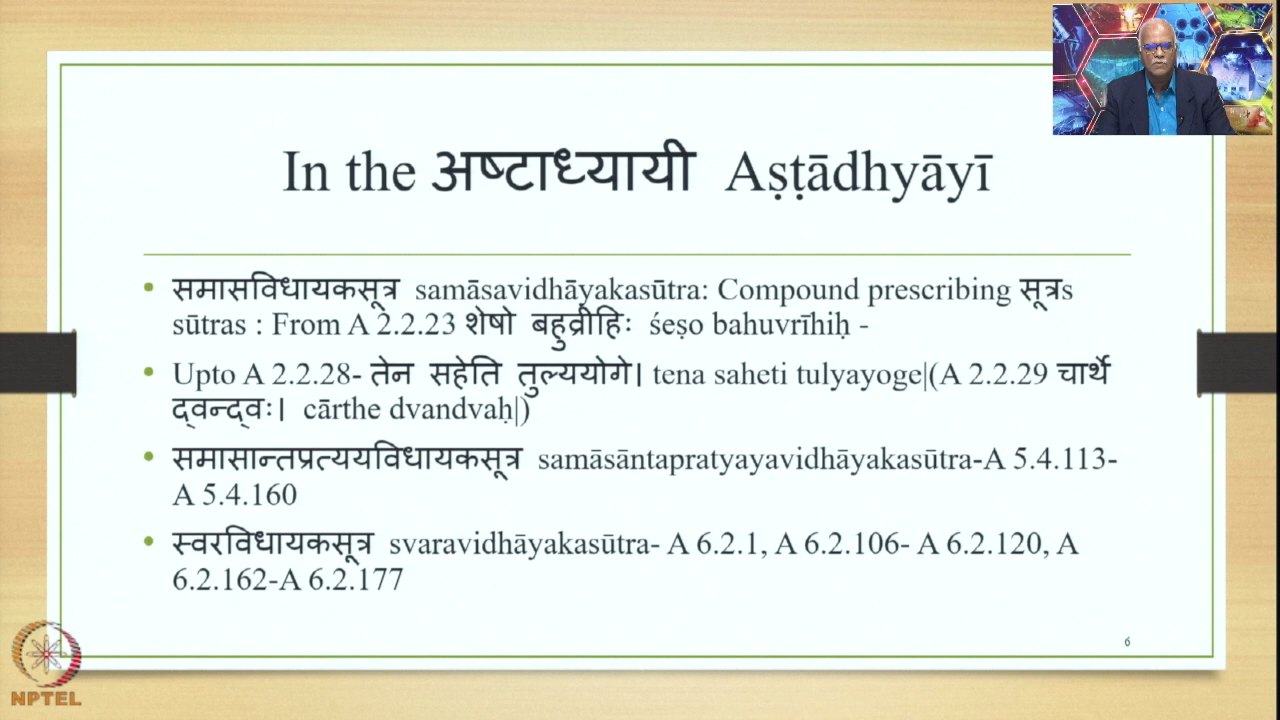 In the अष्टाध्यायी Aṣṭādhyāyī
• समासविधायकसूत्र samāsavidhāyakasūtra: Compound prescribing सूत्रs
sūtras : From A 2.2.23 शेषो बहुव्रीहिः śeṣo bahuvrīhiḥ -
• Upto A 2.2.28- तेन सहेति तुल्ययोगे। tena saheti tulyayoge|(A 2.2.29 चार्थे
द्वन्द्वः। cārthe dvandvaḥ|)
• समासान्तप्रत्ययविधायकसूत्र samāsāntapratyayavidhāyakasūtra-A 5.4.113-
A 5.4.160
• स्वरविधायकसूत्र svaravidhāyakasūtra- A 6.2.1, A 6.2.106- A 6.2.120, A
6.2.162-A 6.2.177
6
NPTEL